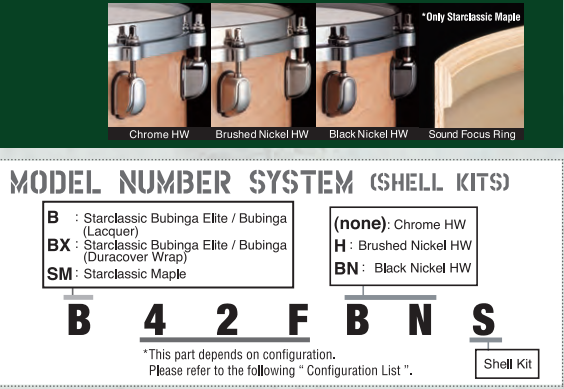 *Only Starclassic Maple
Chrome HW Brushed Nickel HW Black Nickel HW Sound Focus Ring
MODEL NUMBER SYSTEM (SHELL KITS)
B : Starclassic Bubinga Elite / Bubinga
(Lacquer)
BX : Starclassic Bubinga Elite / Bubinga
(Duracover Wrap)
SM : Starclassic Maple
(none): Chrome HW
H : Brushed Nickel HW
BN : Black Nickel HW
B 4 2 F B N S
*This part depends on configuration.
Please refer to the following “ Configuration List ”.
Shell Kit